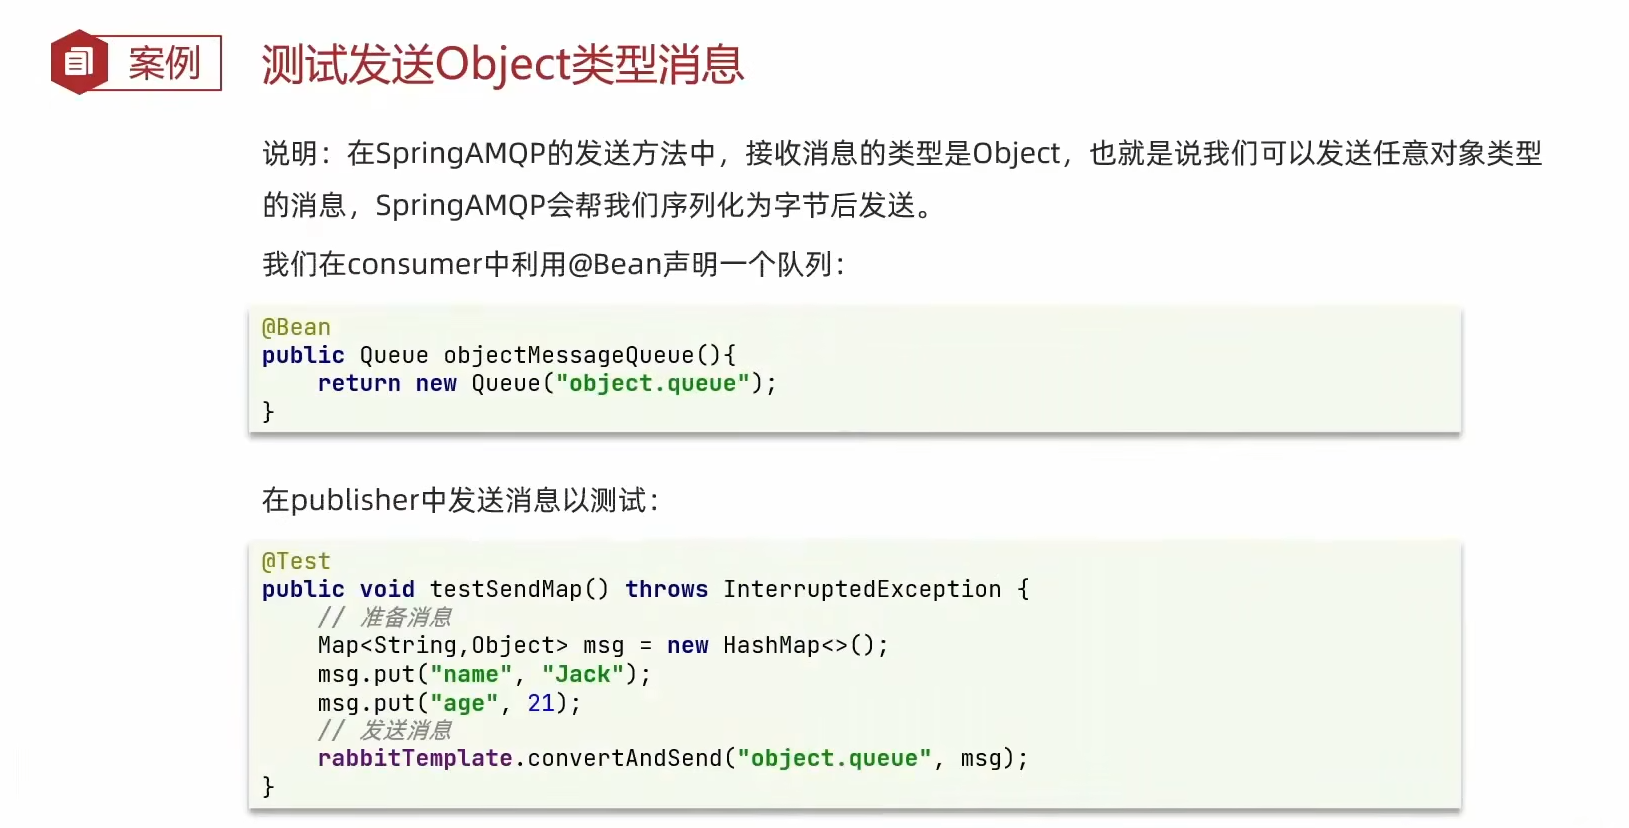 案例
测试发送Object类型消息
说明：在SpringAMQP的发送方法中，接收消息的类型是Object，也就是说我们可以发送任意对象类型
的消息，SpringAMQP会帮我们序列化为字节后发送。
我们在consumer中利用@Bean声明一个队列：
@Bean
public Queue objectMessageQueue(){
    return new Queue("object.queue");
}
在publisher中发送消息以测试：
@Test
public void testSendMap() throws InterruptedException {
    // 准备消息
    Map<String,Object> msg = new HashMap<>();
    msg.put("name", "Jack");
    msg.put("age", 21);
    // 发送消息
    rabbitTemplate.convertAndSend("object.queue", msg);
}